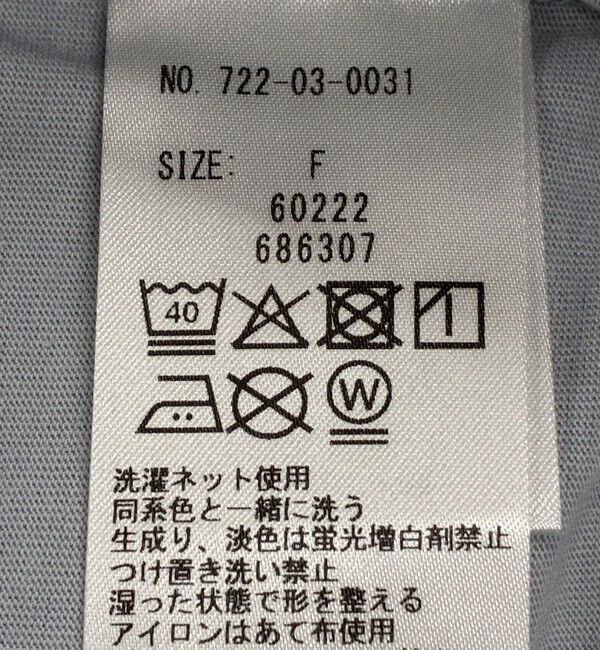 NO. 722-03-0031
SIZE: F
60222
686307
40
W
洗濯ネット使用
同系色と一緒に洗う
生成り、淡色は蛍光増白剤禁止
つけ置き洗い禁止
湿った状態で形を整える
アイロンはあて布使用